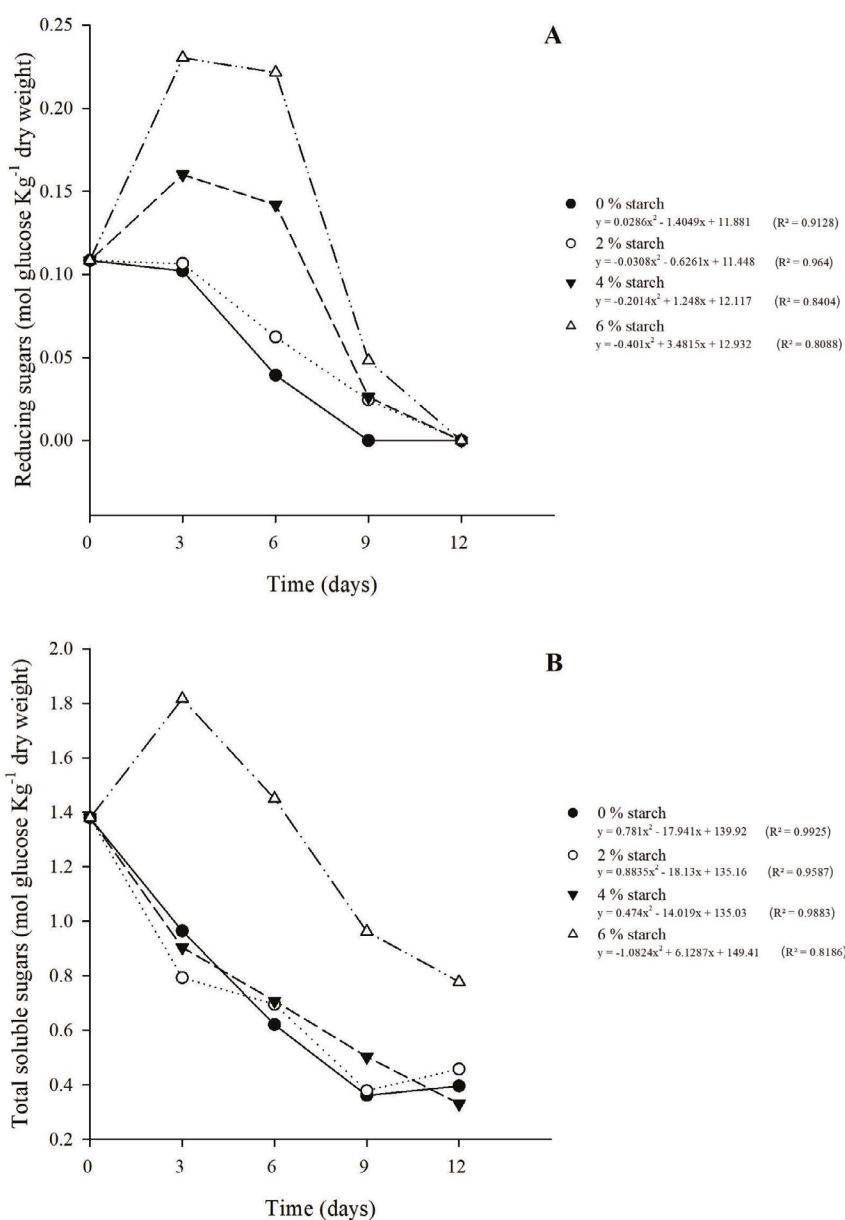 A
Reducing sugars (mol glucose Kg⁻¹ dry weight)
0.25
0.20
0.15
0.10
0.05
0.00
0 3 6 9 12
Time (days)
0 % starch
y = 0.0286x² - 1.4049x + 11.881 (R² = 0.9128)
2 % starch
y = -0.0308x² - 0.6261x + 11.448 (R² = 0.964)
4 % starch
y = -0.2014x² + 1.248x + 12.117 (R² = 0.8404)
6 % starch
y = -0.401x² + 3.4815x + 12.932 (R² = 0.8088)
B
Total soluble sugars (mol glucose Kg⁻¹ dry weight)
2.0
1.8
1.6
1.4
1.2
1.0
0.8
0.6
0.4
0.2
0 3 6 9 12
Time (days)
0 % starch
y = 0.781x² - 17.941x + 139.92 (R² = 0.9925)
2 % starch
y = 0.8835x² - 18.13x + 135.16 (R² = 0.9587)
4 % starch
y = 0.474x² - 14.019x + 135.03 (R² = 0.9883)
6 % starch
y = -1.0824x² + 6.1287x + 149.41 (R² = 0.8186)